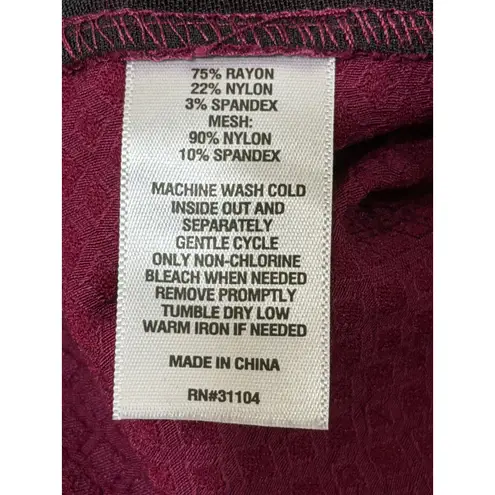 75% RAYON
22% NYLON
3% SPANDEX
MESH:
90% NYLON
10% SPANDEX
MACHINE WASH COLD
INSIDE OUT AND
SEPARATELY
GENTLE CYCLE
ONLY NON-CHLORINE
BLEACH WHEN NEEDED
REMOVE PROMPTLY
TUMBLE DRY LOW
WARM IRON IF NEEDED
MADE IN CHINA
RN#31104